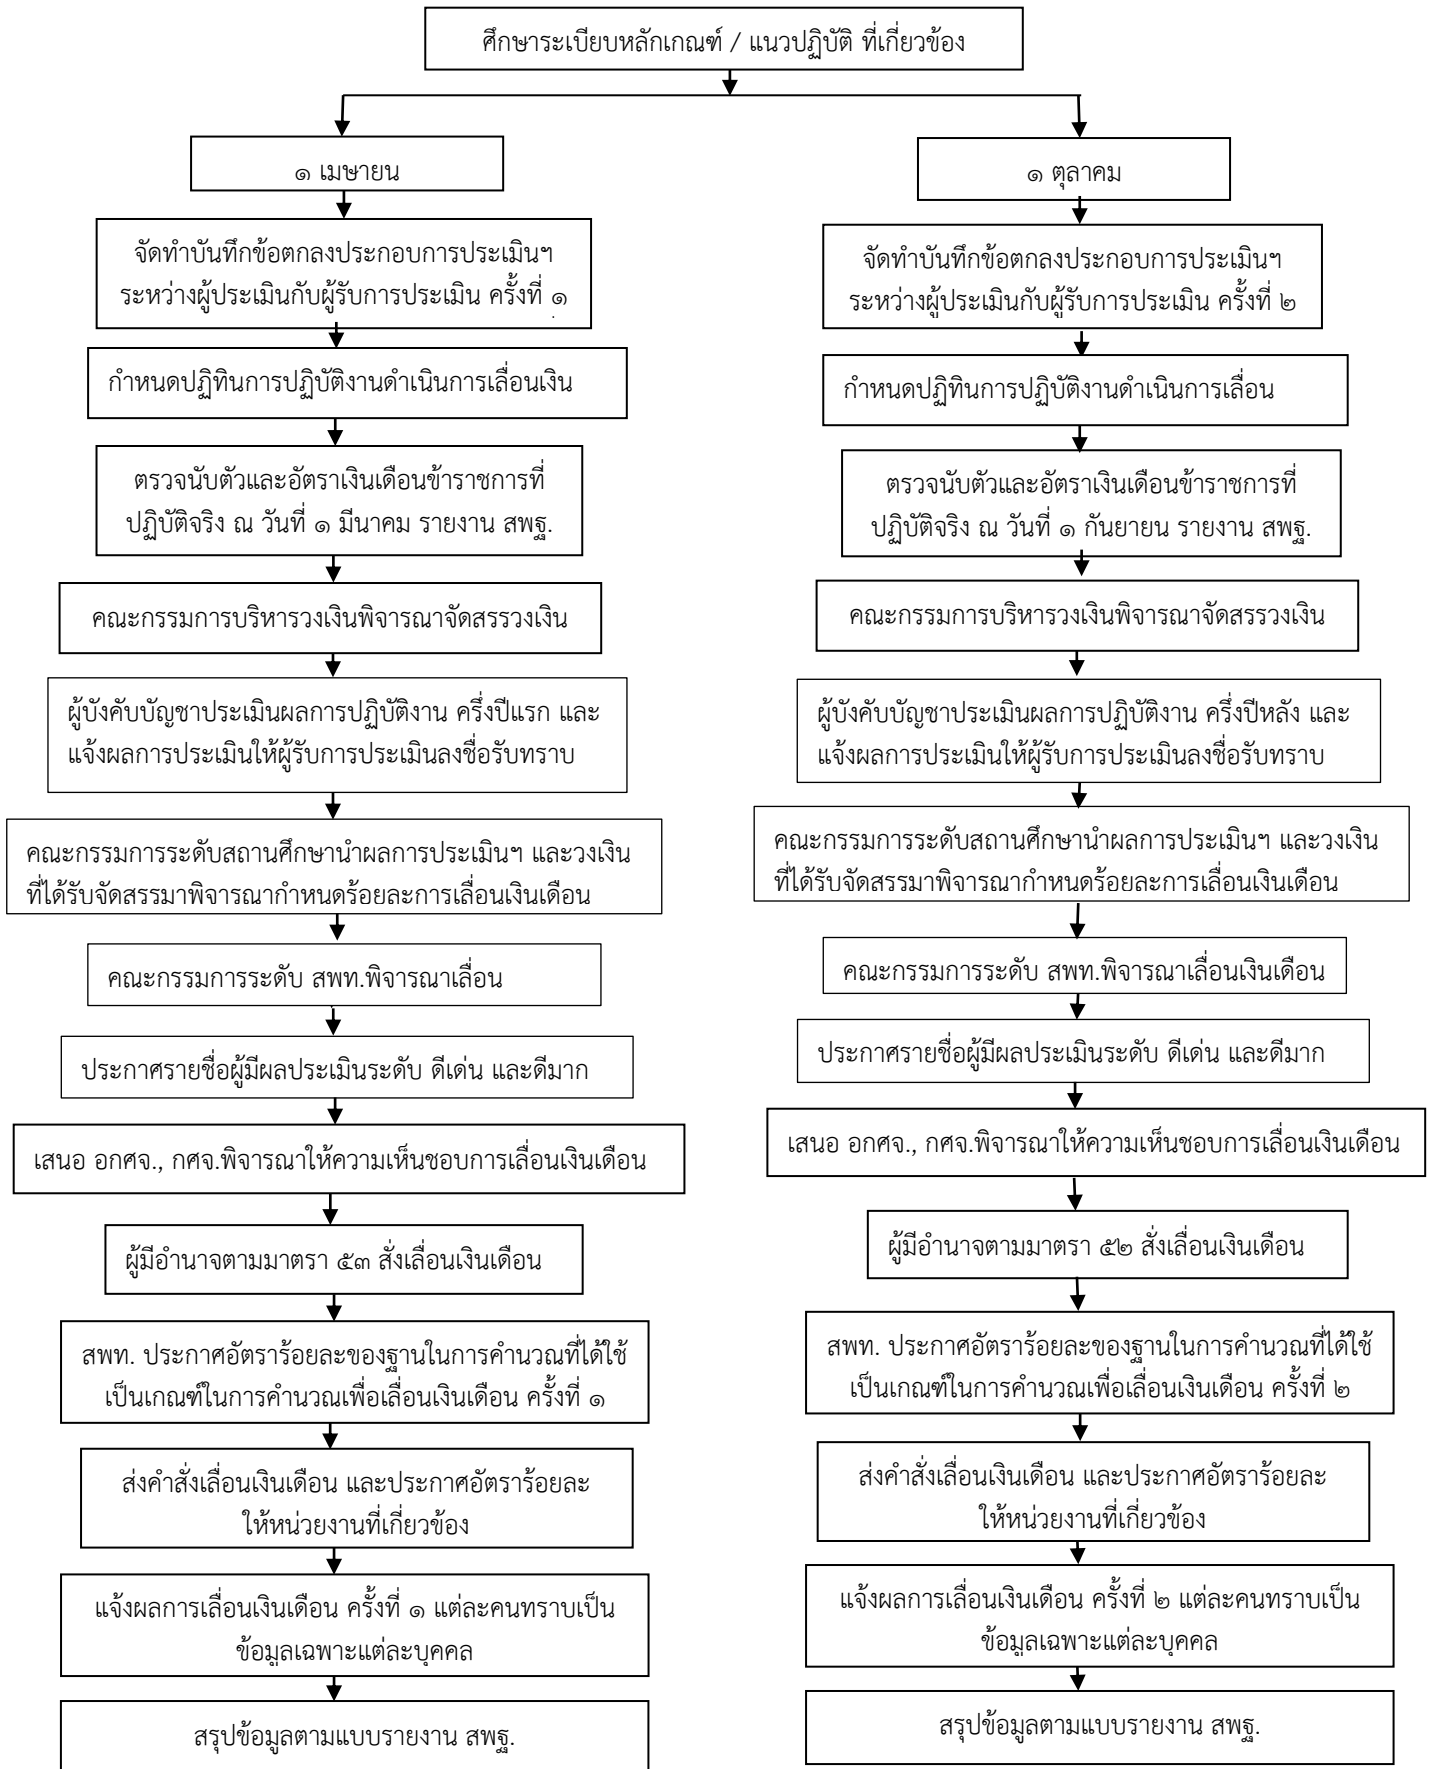 ศึกษาระเบียบหลักเกณฑ์ / แนวปฏิบัติ ที่เกี่ยวข้อง
๑ เมษายน
จัดทำบันทึกข้อตกลงประกอบการประเมินฯ
ระหว่างผู้ประเมินกับผู้รับการประเมิน ครั้งที่ ๑
กำหนดปฏิทินการปฏิบัติงานดำเนินการเลื่อนเงิน
ตรวจนับตัวและอัตราเงินเดือนข้าราชการที่
ปฏิบัติจริง ณ วันที่ ๑ มีนาคม รายงาน สพฐ.
คณะกรรมการบริหารวงเงินพิจารณาจัดสรรวงเงิน
ผู้บังคับบัญชาประเมินผลการปฏิบัติงาน ครึ่งปีแรก และ
แจ้งผลการประเมินให้ผู้รับการประเมินลงชื่อรับทราบ
คณะกรรมการระดับสถานศึกษานำผลการประเมินฯ และวงเงิน
ที่ได้รับจัดสรรมาพิจารณากำหนดร้อยละการเลื่อนเงินเดือน
คณะกรรมการระดับ สพท.พิจารณาเลื่อน
ประกาศรายชื่อผู้มีผลประเมินระดับ ดีเด่น และดีมาก
เสนอ อกศจ., กศจ.พิจารณาให้ความเห็นชอบการเลื่อนเงินเดือน
ผู้มีอำนาจตามมาตรา ๕๓ สั่งเลื่อนเงินเดือน
สพท. ประกาศอัตราร้อยละของฐานในการคำนวณที่ได้ใช้
เป็นเกณฑ์ในการคำนวณเพื่อเลื่อนเงินเดือน ครั้งที่ ๑
ส่งคำสั่งเลื่อนเงินเดือน และประกาศอัตราร้อยละ
ให้หน่วยงานที่เกี่ยวข้อง
แจ้งผลการเลื่อนเงินเดือน ครั้งที่ ๑ แต่ละคนทราบเป็น
ข้อมูลเฉพาะแต่ละบุคคล
สรุปข้อมูลตามแบบรายงาน สพฐ.
๑ ตุลาคม
จัดทำบันทึกข้อตกลงประกอบการประเมินฯ
ระหว่างผู้ประเมินกับผู้รับการประเมิน ครั้งที่ ๒
กำหนดปฏิทินการปฏิบัติงานดำเนินการเลื่อน
ตรวจนับตัวและอัตราเงินเดือนข้าราชการที่
ปฏิบัติจริง ณ วันที่ ๑ กันยายน รายงาน สพฐ.
คณะกรรมการบริหารวงเงินพิจารณาจัดสรรวงเงิน
ผู้บังคับบัญชาประเมินผลการปฏิบัติงาน ครึ่งปีหลัง และ
แจ้งผลการประเมินให้ผู้รับการประเมินลงชื่อรับทราบ
คณะกรรมการระดับสถานศึกษานำผลการประเมินฯ และวงเงิน
ที่ได้รับจัดสรรมาพิจารณากำหนดร้อยละการเลื่อนเงินเดือน
คณะกรรมการระดับ สพท.พิจารณาเลื่อนเงินเดือน
ประกาศรายชื่อผู้มีผลประเมินระดับ ดีเด่น และดีมาก
เสนอ อกศจ., กศจ.พิจารณาให้ความเห็นชอบการเลื่อนเงินเดือน
ผู้มีอำนาจตามมาตรา ๕๒ สั่งเลื่อนเงินเดือน
สพท. ประกาศอัตราร้อยละของฐานในการคำนวณที่ได้ใช้
เป็นเกณฑ์ในการคำนวณเพื่อเลื่อนเงินเดือน ครั้งที่ ๒
ส่งคำสั่งเลื่อนเงินเดือน และประกาศอัตราร้อยละ
ให้หน่วยงานที่เกี่ยวข้อง
แจ้งผลการเลื่อนเงินเดือน ครั้งที่ ๒ แต่ละคนทราบเป็น
ข้อมูลเฉพาะแต่ละบุคคล
สรุปข้อมูลตามแบบรายงาน สพฐ.